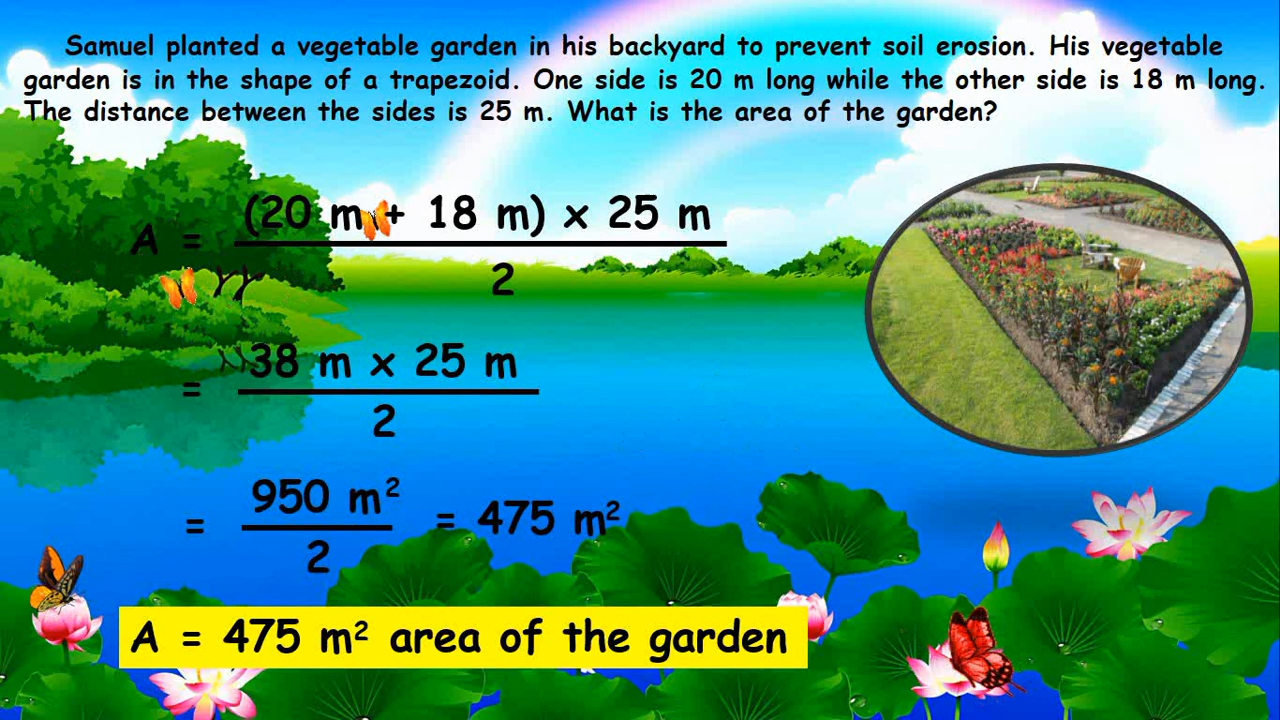 Samuel planted a vegetable garden in his backyard to prevent soil erosion. His vegetable
garden is in the shape of a trapezoid. One side is 20 m long while the other side is 18 m long.
The distance between the sides is 25 m. What is the area of the garden?
(20 m + 18 m) x 25 m
A =
2
38 m x 25 m
=
2
950 m²
= = 475 m²
2
A = 475 m² area of the garden